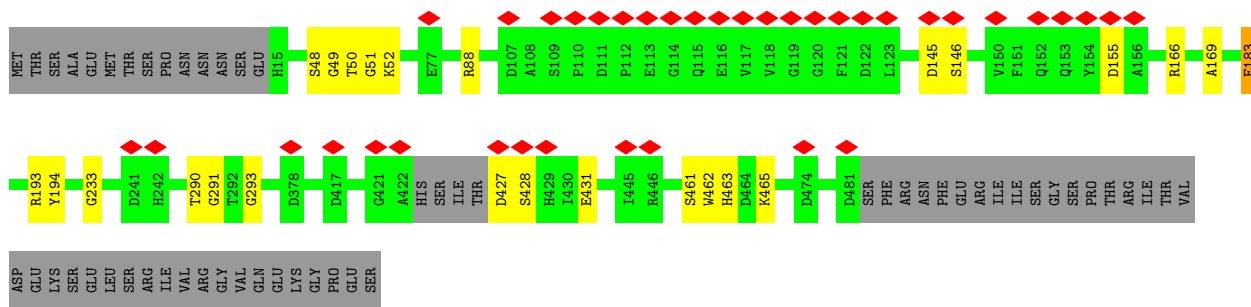 MET THR SER ALA GLU MET THR SER PRO ASN ASN ASN SER GLU H15 S48 G49 T50 G51 K52 E77 R88 D107 A108 S109 P110 D111 P112 E113 G114 Q115 E116 V117 V118 G119 G120 F121 D122 L123 D145 S146 V150 F151 Q152 Q153 Y154 D155 A156 R166 A169 E183
R193 Y194 G233 D241 H242 T290 G291 T292 G293 D378 D417 G421 A422 HIS SER ILE THR D427 S428 H429 I430 E431 I445 R446 S461 W462 H463 D464 K465 D474 D481 SER PHE ARG ASN PHE GLU ARG ILE ILE SER GLY SER PRO THR ARG ILE THR VAL
ASP GLU LYS SER GLU LEU SER ARG ILE VAL ARG GLY VAL GLN GLU LYS GLY PRO GLU SER